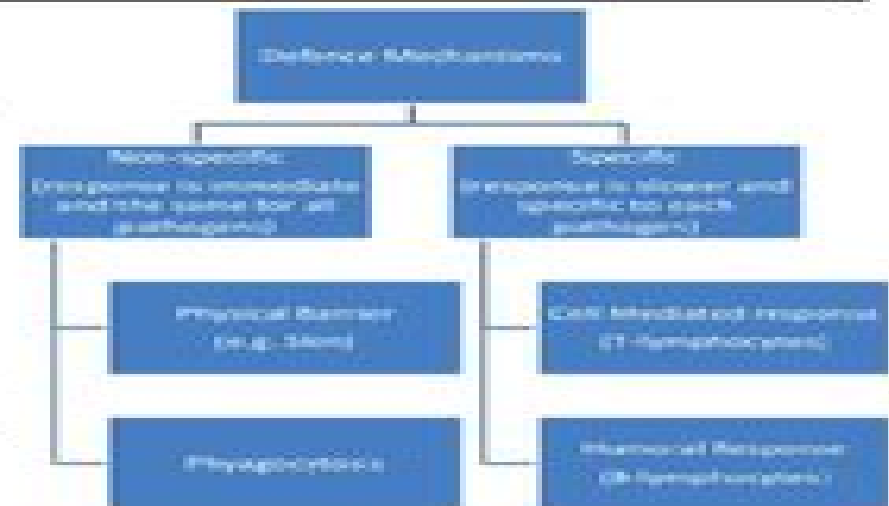 Defence Mechanisms
Non-specific
(response is immediate
and the same for all
pathogens)
Specific
(response is slower and
specific to each
pathogen)
Physical Barrier
(e.g. Skin)
Cell Mediated response
(T-lymphocytes)
Humoral Response
(B-lymphocytes)